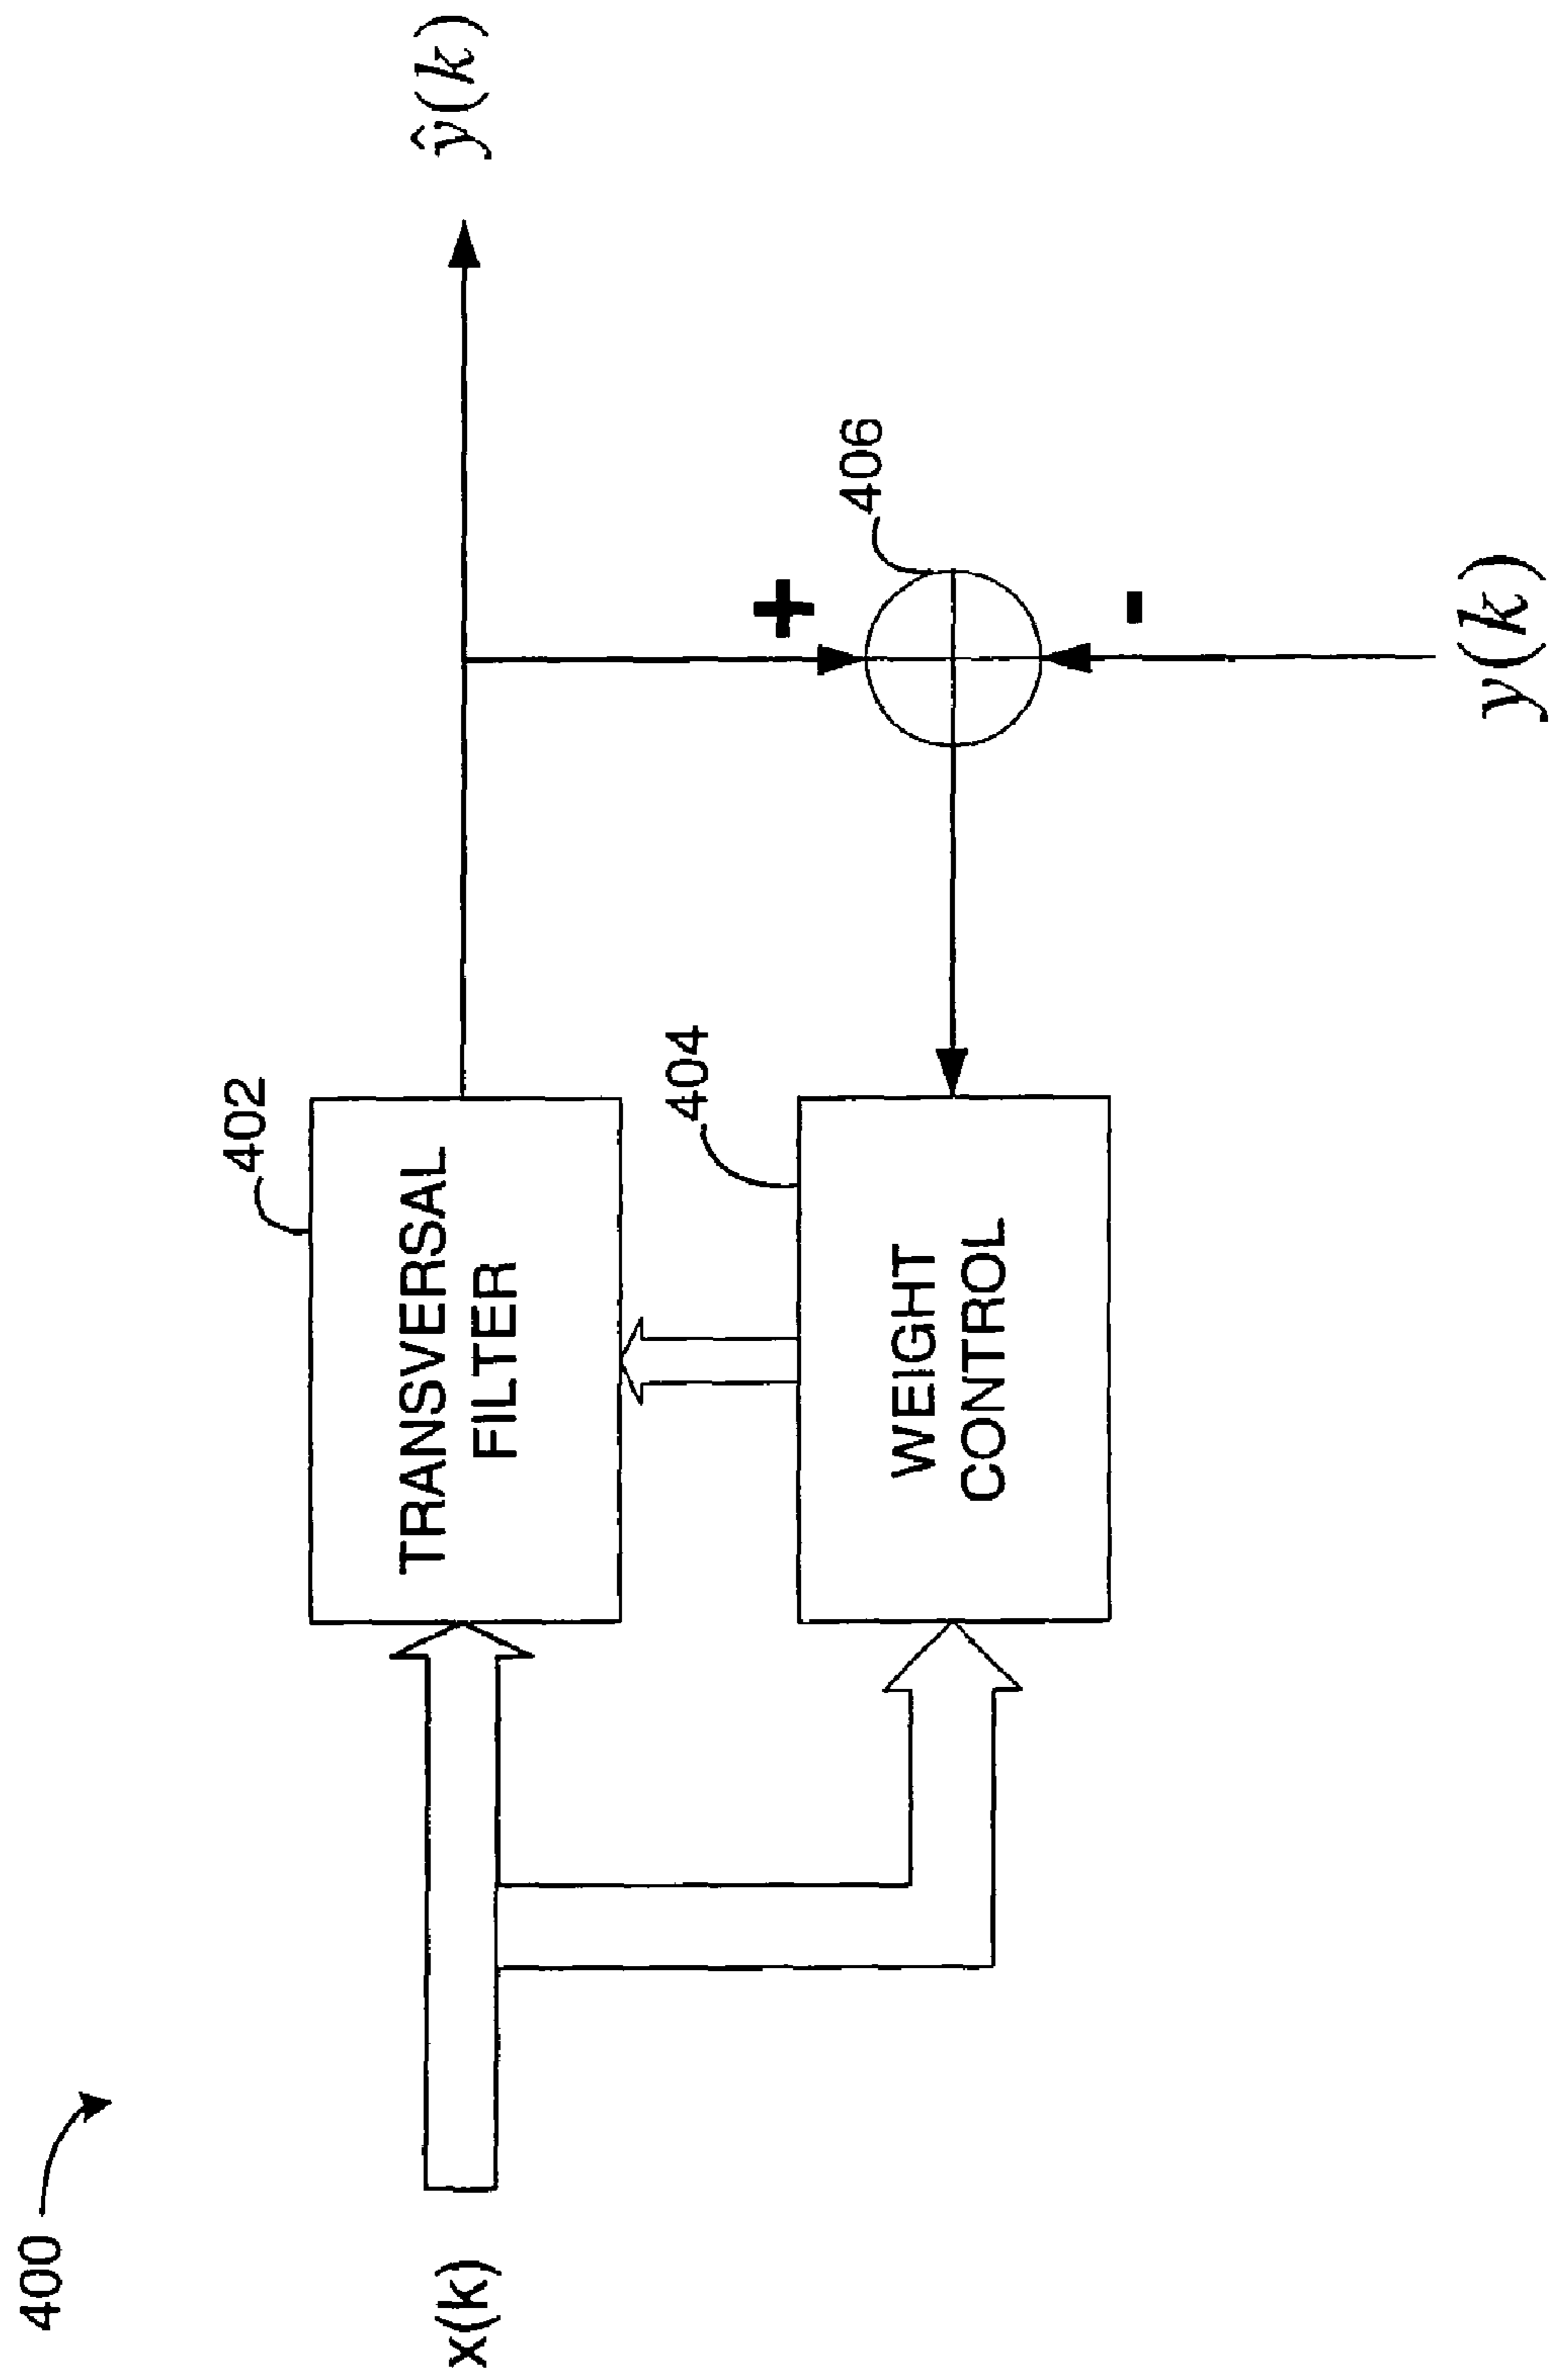 400
x(k)
402
TRANSVERSAL
FILTER
ŷ(k)
404
WEIGHT
CONTROL
+
406
-
y(k)